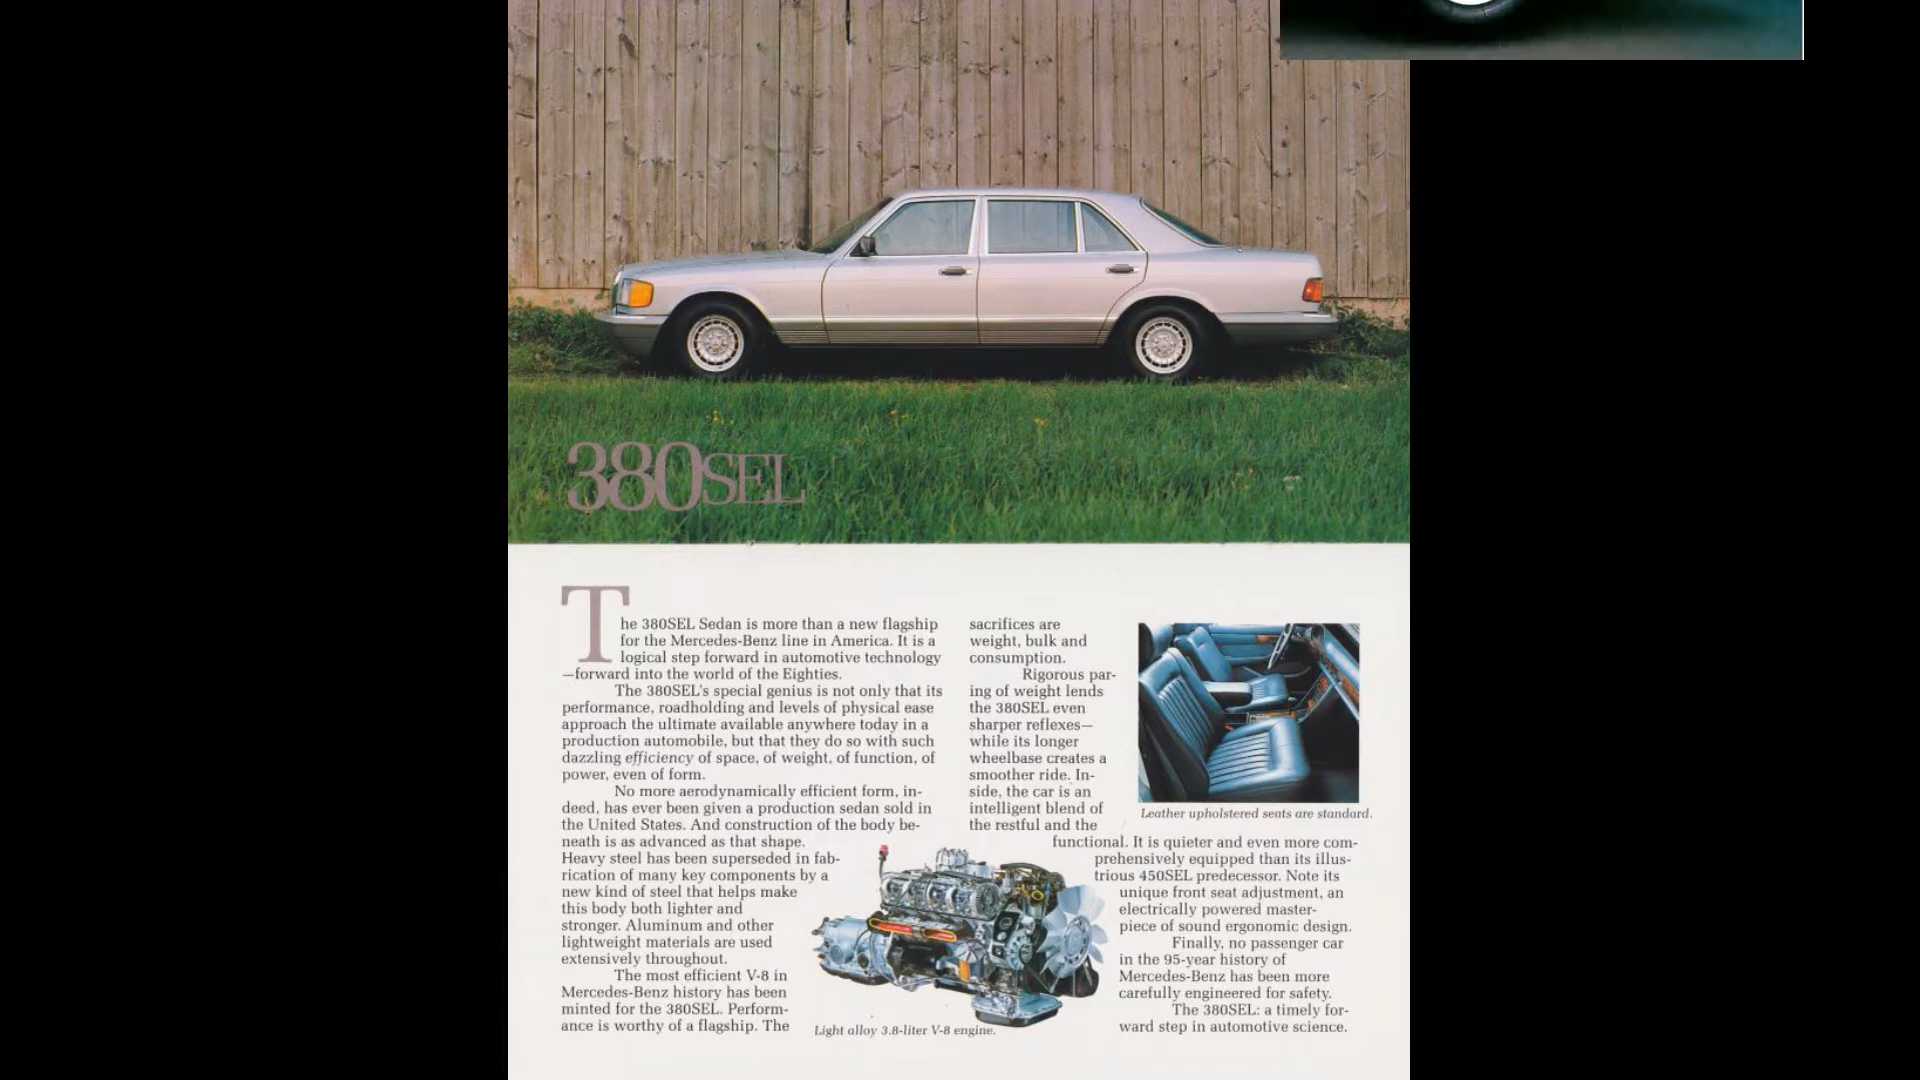 380SEL
The 380SEL Sedan is more than a new flagship
for the Mercedes-Benz line in America. It is a
logical step forward in automotive technology
—forward into the world of the Eighties.
The 380SEL's special genius is not only that its
performance, roadholding and levels of physical ease
approach the ultimate available anywhere today in a
production automobile, but that they do so with such
dazzling efficiency of space, of weight, of function, of
power, even of form.
No more aerodynamically efficient form, in-
deed, has ever been given a production sedan sold in
the United States. And construction of the body be-
neath is as advanced as that shape.
Heavy steel has been superseded in fab-
rication of many key components by a
new kind of steel that helps make
this body both lighter and
stronger. Aluminum and other
lightweight materials are used
extensively throughout.
The most efficient V-8 in
Mercedes-Benz history has been
minted for the 380SEL. Perform-
ance is worthy of a flagship. The
Light alloy 3.8-liter V-8 engine.
sacrifices are
weight, bulk and
consumption.
Rigorous par-
ing of weight lends
the 380SEL even
sharper reflexes—
while its longer
wheelbase creates a
smoother ride. In-
side, the car is an
intelligent blend of
the restful and the
functional. It is quieter and even more com-
prehensively equipped than its illus-
trious 450SEL predecessor. Note its
unique front seat adjustment, an
electrically powered master-
piece of sound ergonomic design.
Finally, no passenger car
in the 95-year history of
Mercedes-Benz has been more
carefully engineered for safety.
The 380SEL: a timely for-
ward step in automotive science.
Leather upholstered seats are standard.